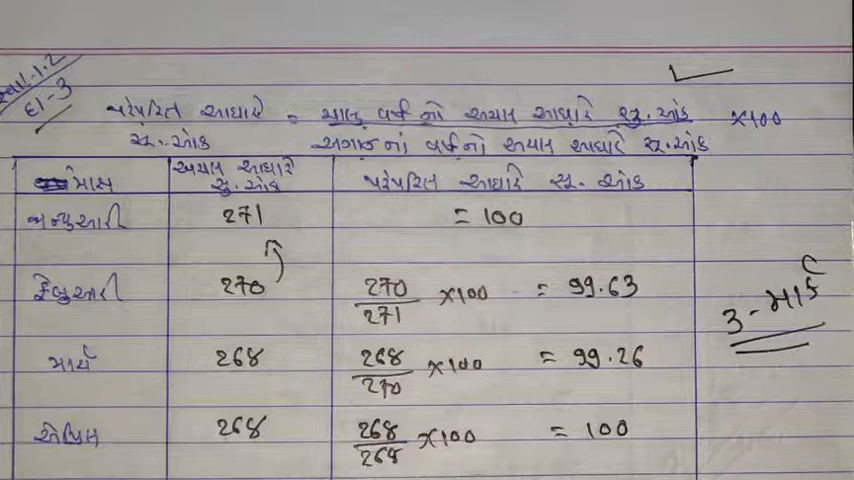 સ્વા-1.2
દા-3
પરંપરિત આધારે = ચાલુ વર્ષનો અચલ આધારે સૂ.આંક ×100
સૂ.આંક અગાઉનાં વર્ષનો અચલ આધારે સૂ.આંક
માસ અચલ આધારે સૂ.આંક પરંપરિત આધારે સૂ.આંક
જાન્યુઆરી 271 = 100
ફેબ્રુઆરી 270 270/271 ×100 = 99.63
3-માર્ક
માર્ચ 268 268/270 ×100 = 99.26
એપ્રિલ 268 268/268 ×100 = 100